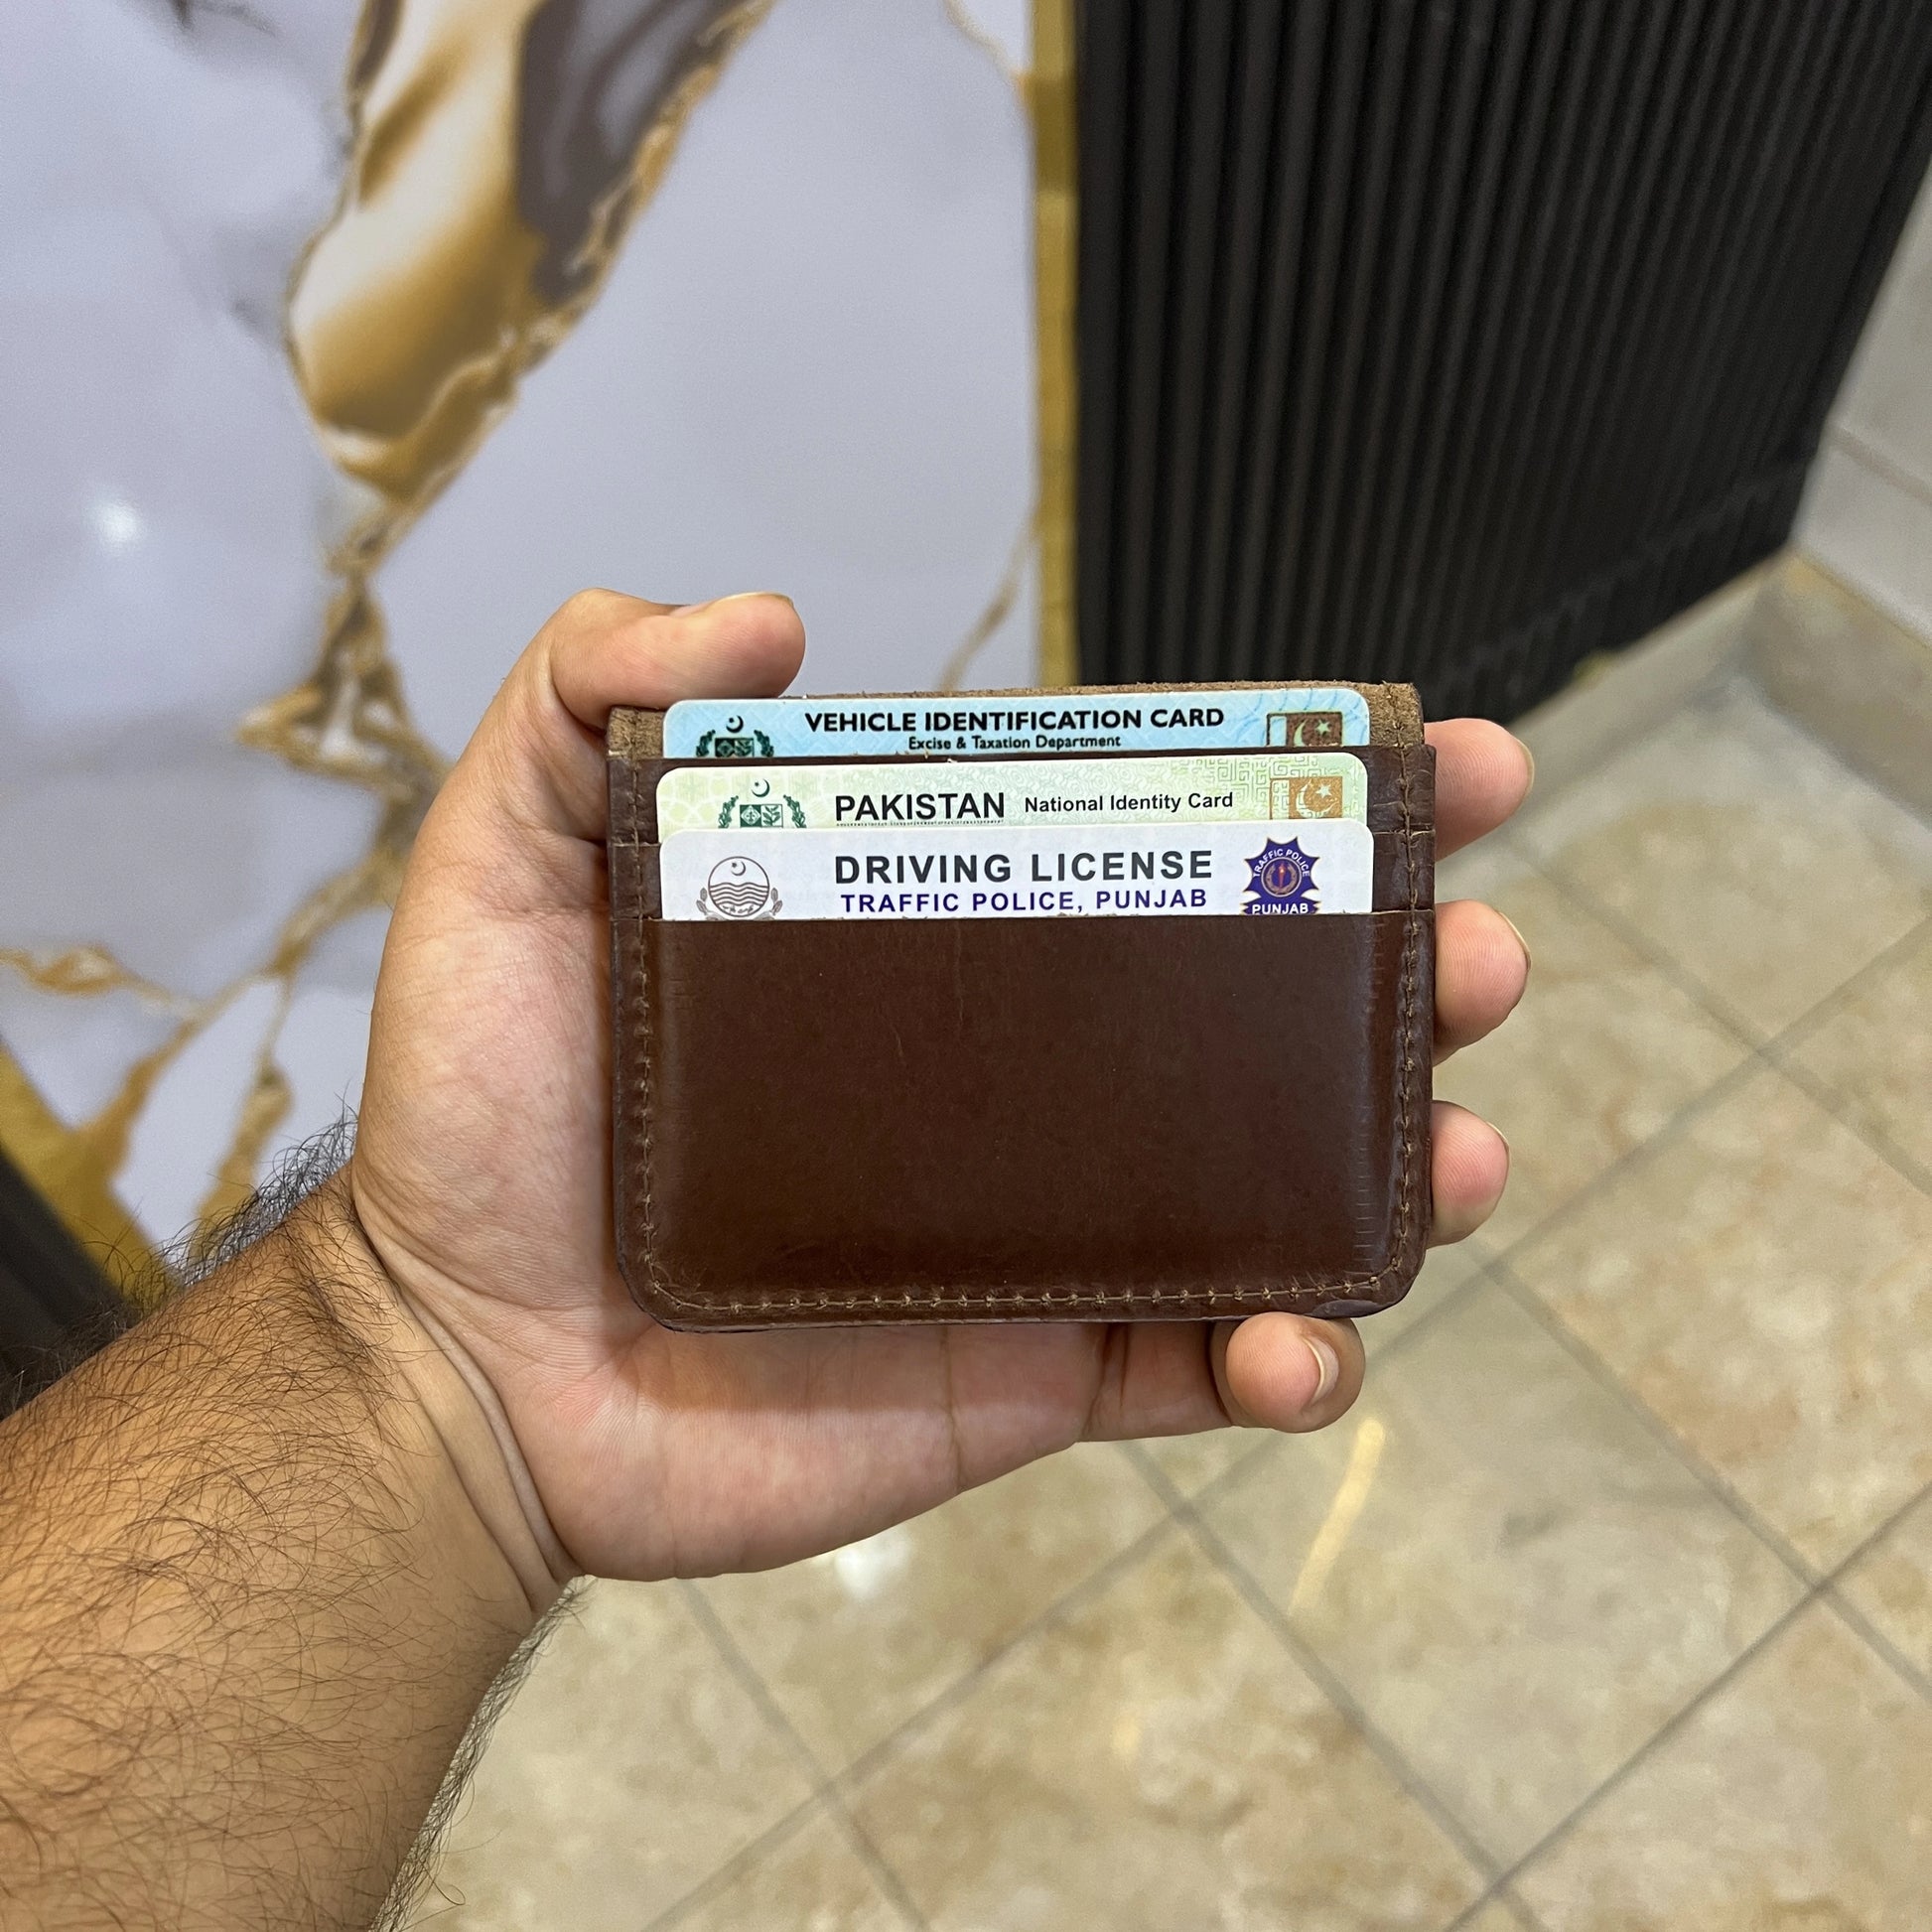 VEHICLE IDENTIFICATION CARD
Excise & Taxation Department
PAKISTAN National Identity Card
DRIVING LICENSE
TRAFFIC POLICE, PUNJAB
TRAFFIC POLICE
PUNJAB